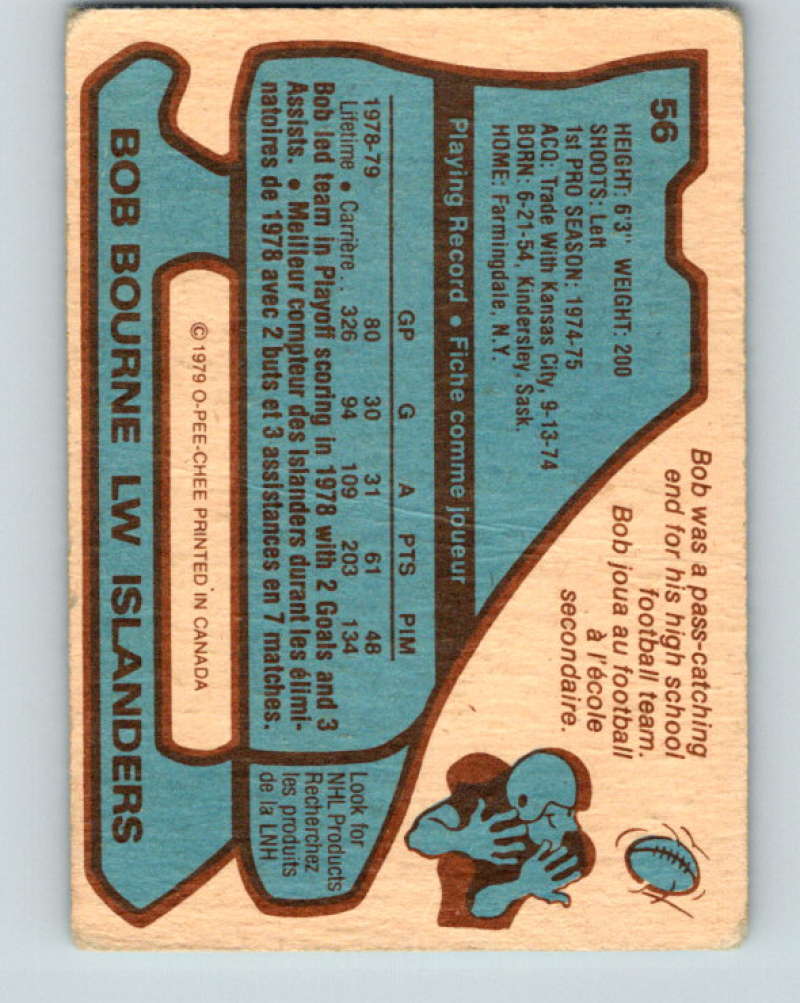 56
HEIGHT: 6'3" WEIGHT: 200
SHOOTS: Left
1st PRO SEASON: 1974-75
ACQ: Trade With Kansas City, 9-13-74
BORN: 6-21-54, Kindersley, Sask.
HOME: Farmingdale, N.Y.
Bob was a pass-catching
end for his high school
football team.
Bob joua au football
à l'école
secondaire.
Playing Record • Fiche comme joueur
GP G A PTS PIM
1978-79 80 30 31 61 48
Lifetime • Carrière . . 326 94 109 203 134
Bob led team in Playoff scoring in 1978 with 2 Goals and 3
Assists. • Meilleur compteur des Islanders durant les élimi-
natoires de 1978 avec 2 buts et 3 assistances en 7 matches.
Look for
NHL Products
Recherchez
les produits
de la LNH
© 1979 O-PEE-CHEE PRINTED IN CANADA
BOB BOURNE LW ISLANDERS